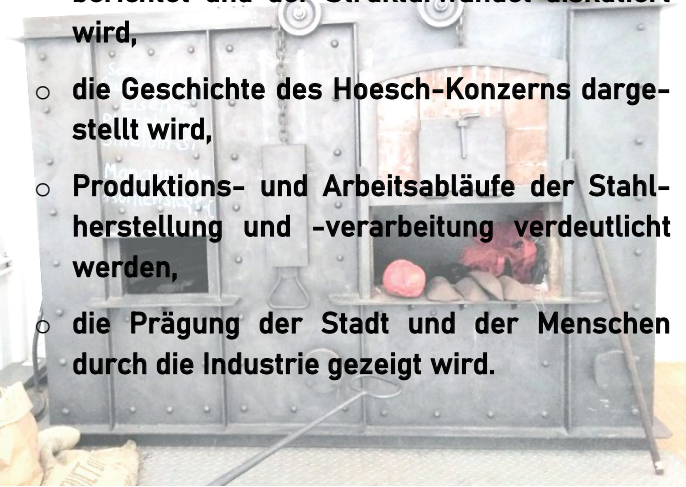 wird,
○ die Geschichte des Hoesch-Konzerns darge-
stellt wird,
○ Produktions- und Arbeitsabläufe der Stahl-
herstellung und -verarbeitung verdeutlicht
werden,
○ die Prägung der Stadt und der Menschen
durch die Industrie gezeigt wird.